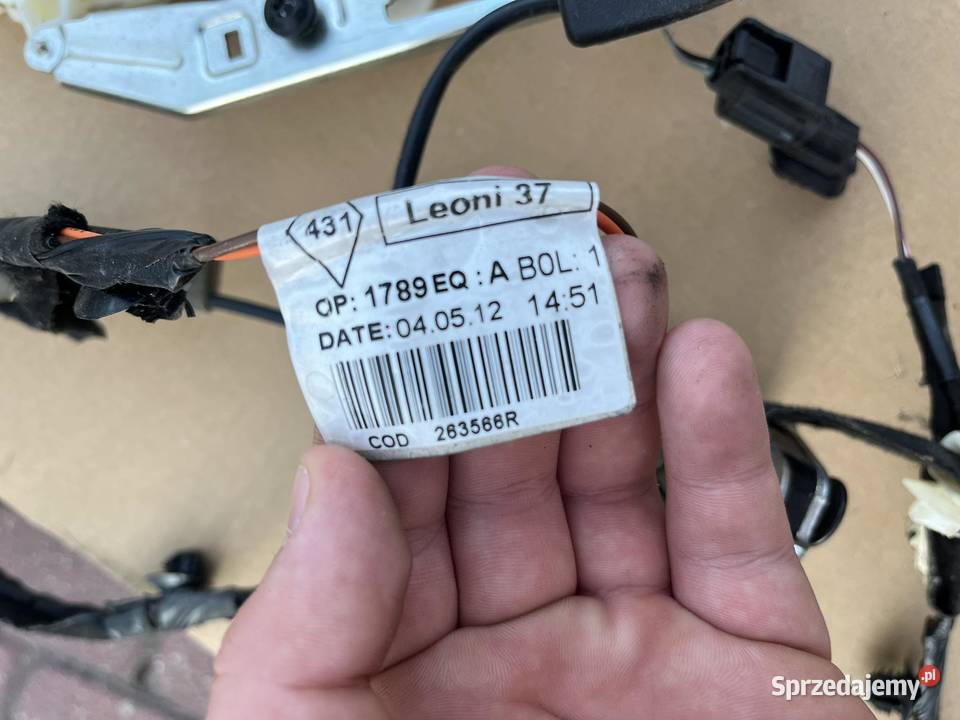 431 Leoni 37
OP: 1789 EQ : A BOL: 1
DATE: 04.05.12 14:51
COD 263566R
Sprzedajemy.pl